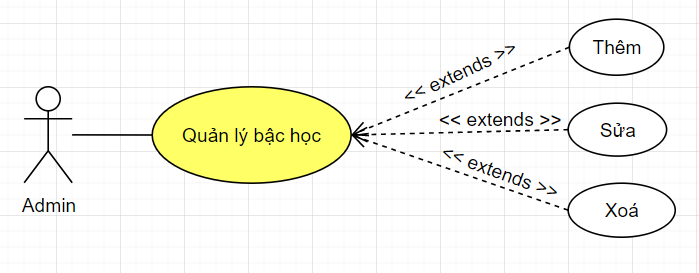 Thêm
<< extends >>
<< extends >>
Sửa
Quản lý bậc học
<< extends >>
Admin
Xoá